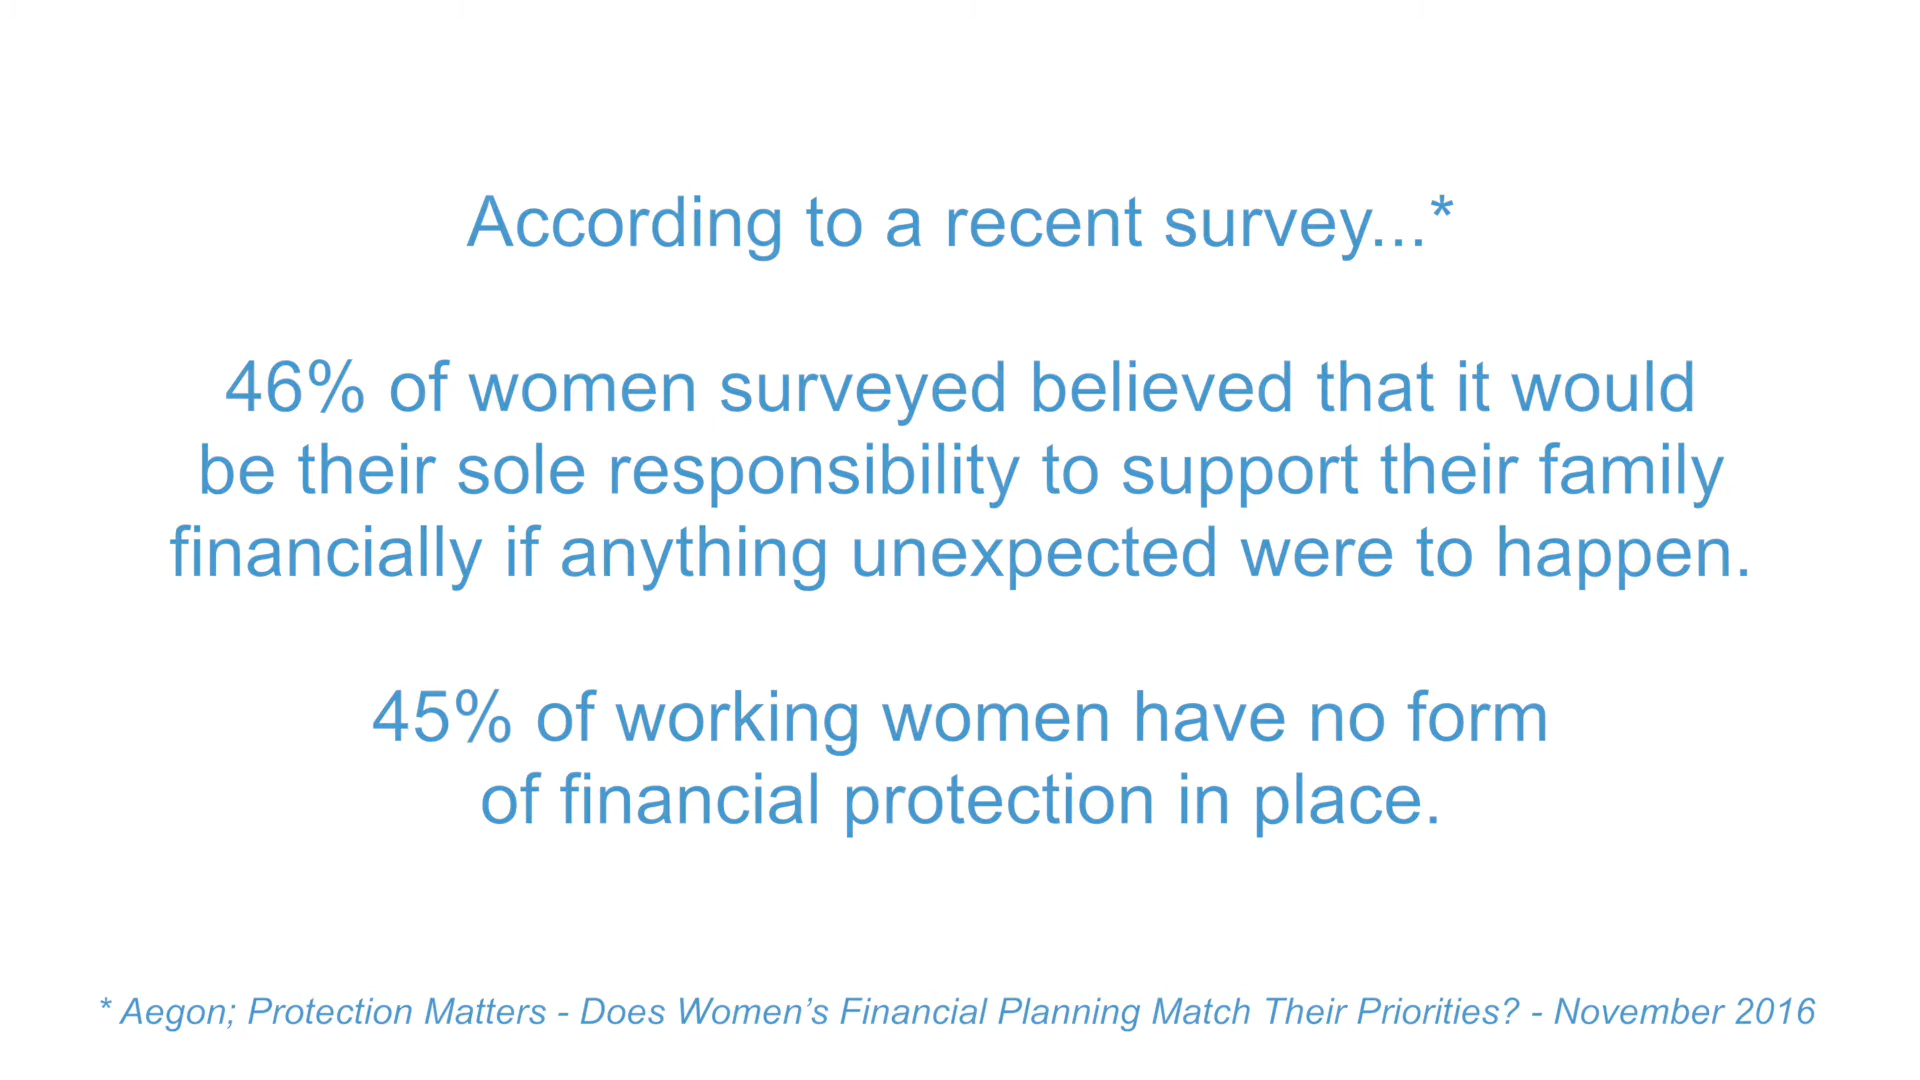 According to a recent survey...*
46% of women surveyed believed that it would
be their sole responsibility to support their family
financially if anything unexpected were to happen.
45% of working women have no form
of financial protection in place.
* Aegon; Protection Matters - Does Women’s Financial Planning Match Their Priorities? - November 2016